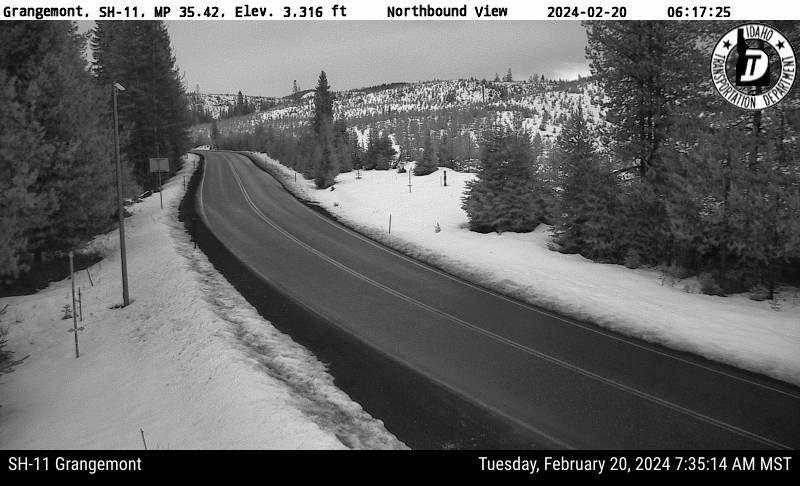 Grangemont, SH-11, MP 35.42, Elev. 3,316 ft Northbound View 2024-02-20 06:17:25
IDAHO
TRANSPORTATION DEPARTMENT
SH-11 Grangemont Tuesday, February 20, 2024 7:35:14 AM MST